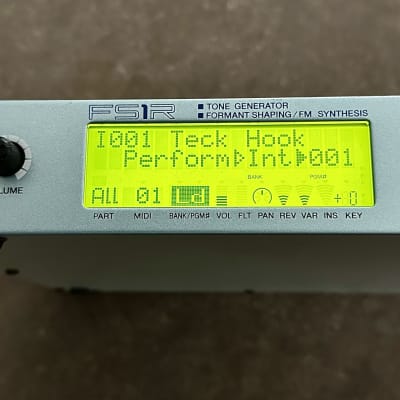 FS1R
■ TONE GENERATOR
■ FORMANT SHAPING / FM SYNTHESIS
I001 Teck Hook
Perform▷Int▶001
BANK PGM#
All 01 +0
PART MIDI BANK/PGM# VOL FLT PAN REV VAR INS KEY